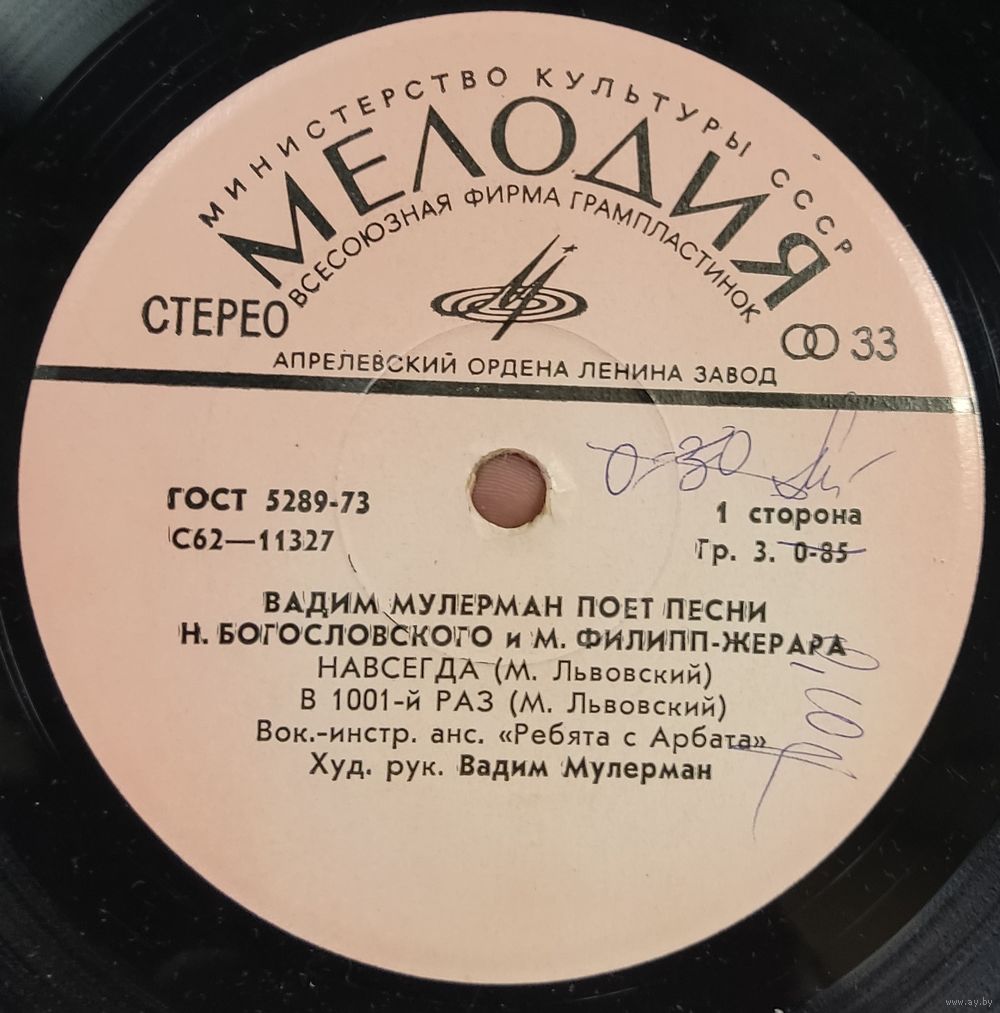 МИНИСТЕРСТВО КУЛЬТУРЫ СССР
МЕЛОДИЯ
ВСЕСОЮЗНАЯ ФИРМА ГРАМПЛАСТИНОК
СТЕРЕО
33
АПРЕЛЕВСКИЙ ОРДЕНА ЛЕНИНА ЗАВОД
0-30
ГОСТ 5289-73
1 сторона
С62—11327
Гр. 3. 0-85
ВАДИМ МУЛЕРМАН ПОЕТ ПЕСНИ
Н. БОГОСЛОВСКОГО и М. ФИЛИПП-ЖЕРАРА
НАВСЕГДА (М. Львовский)
В 1001-й РАЗ (М. Львовский)
Вок.-инстр. анс. «Ребята с Арбата»
Худ. рук. Вадим Мулерман
www.ay.by